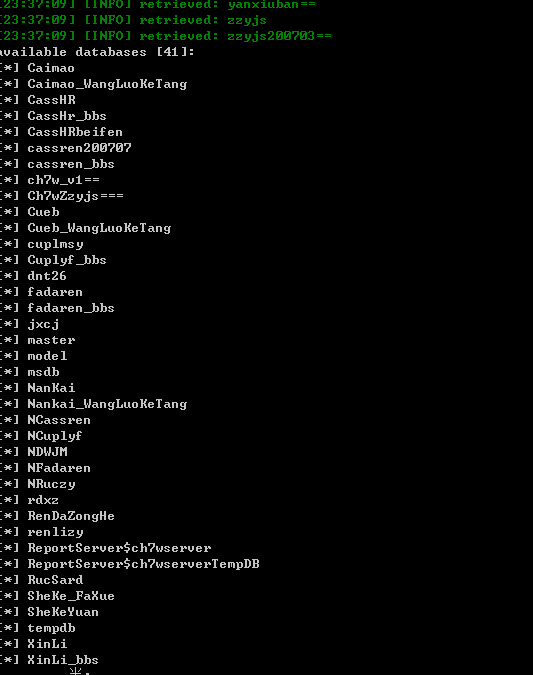 [23:37:09] [INFO] retrieved: yanxiuban==
[23:37:09] [INFO] retrieved: zzyjs
[23:37:09] [INFO] retrieved: zzyjs200703==
available databases [41]:
[*] Caimao
[*] Caimao_WangLuoKeTang
[*] CassHR
[*] CassHr_bbs
[*] CassHRbeifen
[*] cassren200707
[*] cassren_bbs
[*] ch7w_v1==
[*] Ch7wZzyjs===
[*] Cueb
[*] Cueb_WangLuoKeTang
[*] cuplmsy
[*] Cuplyf_bbs
[*] dnt26
[*] fadaren
[*] fadaren_bbs
[*] jxcj
[*] master
[*] model
[*] msdb
[*] NanKai
[*] Nankai_WangLuoKeTang
[*] NCassren
[*] NCuplyf
[*] NDWJM
[*] NFadaren
[*] NRuczy
[*] rdxz
[*] RenDaZongHe
[*] renlizy
[*] ReportServer$ch7wserver
[*] ReportServer$ch7wserverTempDB
[*] RucSard
[*] SheKe_FaXue
[*] SheKeYuan
[*] tempdb
[*] XinLi
[*] XinLi_bbs